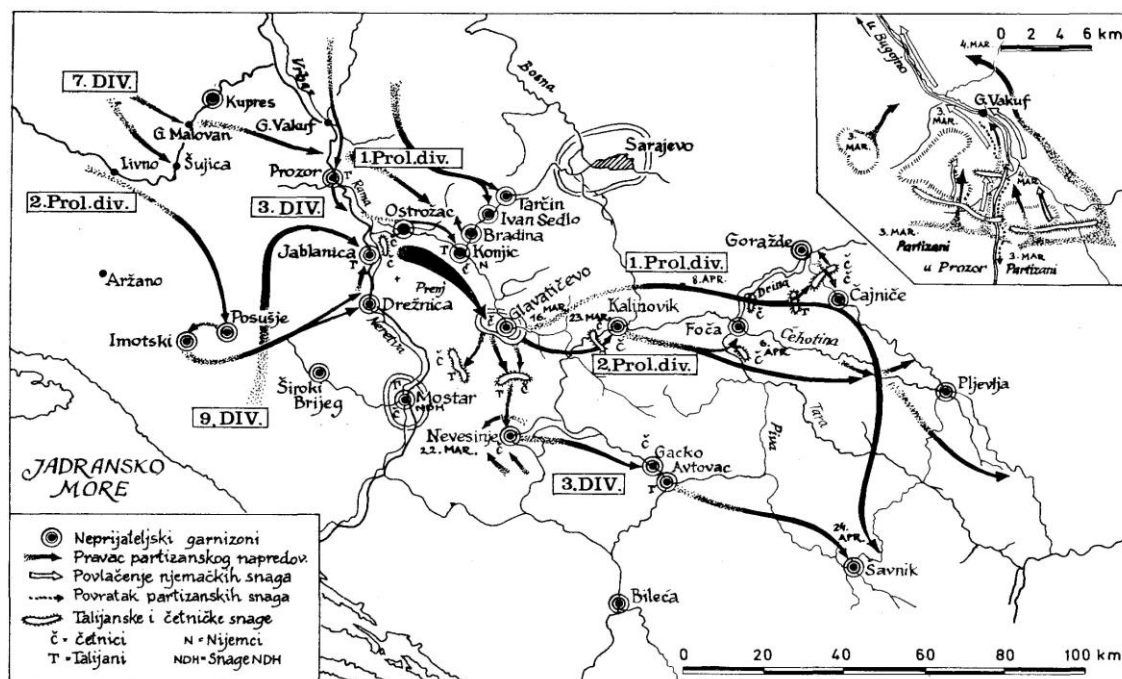 7. DIV.
Kupres
G. Malovan
Livno
Šujica
Vrbas
G. Vakuf
Bosna
Sarajevo
Prozor
Rama
1. Prol. div.
2. Prol. div.
3. DIV.
Ostrožac
Tarčin
Ivan Sedlo
Bradina
Konjic
Č N
T
Jablanica
T
Č
Prenj
Aržano
Drežnica
Neretva
Imotski
Posušje
Široki
Brijeg
9. DIV.
Mostar
NDH
Glavatičevo
16. MAR.
23. MAR.
Kalinovik
Č
Č
T
T
Č
1. Prol. div.
8. APR.
2. Prol. div.
Goražde
Drina
Čajniče
Foča
6. APR.
Ćehotina
Pljevlja
Tara
Piva
Nevesinje
22. MAR.
Č
Č
Gacko
Avtovac
T
3. DIV.
24. APR.
Šavnik
Bileća
JADRANSKO
MORE
u Bugojno
0 2 4 6 km
4. MAR.
G. Vakuf
3. MAR.
3. MAR.
MAR.
3. MAR.
Partizani
u Prozor
3. MAR.
Partizani
Neprijateljski garnizoni
Pravac partizanskog napredov.
Povlačenje njemačkih snaga
Povratak partizanskih snaga
Talijanske i četničke snage
Č = četnici N = Nijemci
T = Talijani NDH = Snage NDH
0 20 40 60 80 100 km